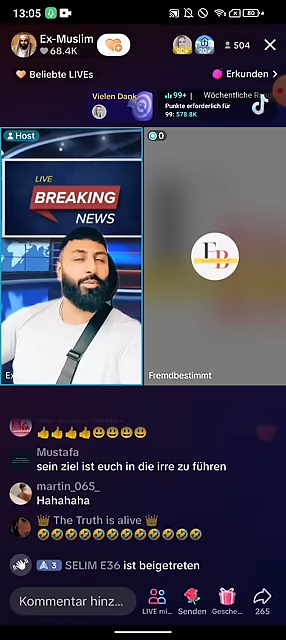 13:05
Ex-Muslim
68.4K
504
Beliebte LIVEs
Erkunden
Vielen Dank
99+ | Wöchentliche
Punkte erforderlich für
99: 578.8K
Host
0
LIVE
BREAKING
NEWS
FB
Ex
Fremdbestimmt
👍👍👍👍😃😃😃😃
Mustafa
sein ziel ist euch in die irre zu führen
martin_065_
Hahahaha
👑 The Truth is alive 👑
🤣🤣🤣🤣🤣🤣🤣🤣🤣🤣🤣🤣
3 SELIM E36 ist beigetreten
Kommentar hinz...
LIVE mi...
Senden
Gesche...
265